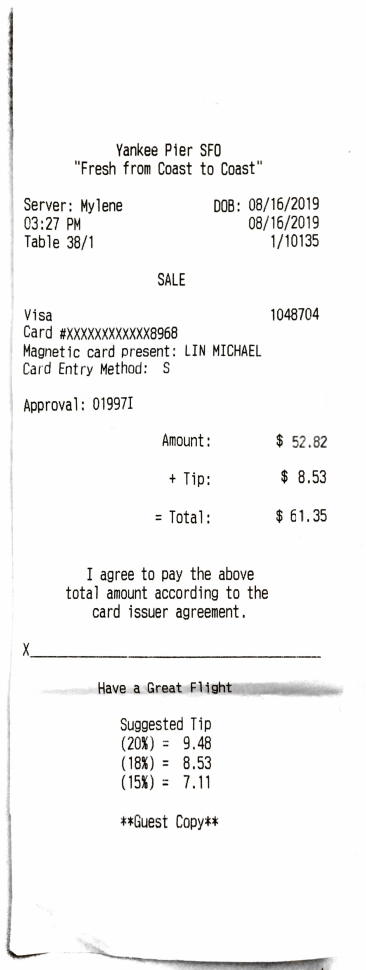 Yankee Pier SFO
"Fresh from Coast to Coast"
Server: Mylene DOB: 08/16/2019
03:27 PM 08/16/2019
Table 38/1 1/10135
SALE
Visa 1048704
Card #XXXXXXXXXXXX8968
Magnetic card present: LIN MICHAEL
Card Entry Method: S
Approval: 01997I
Amount: $ 52.82
+ Tip: $ 8.53
= Total: $ 61.35
I agree to pay the above
total amount according to the
card issuer agreement.
X
Have a Great Flight
Suggested Tip
(20%) = 9.48
(18%) = 8.53
(15%) = 7.11
**Guest Copy**